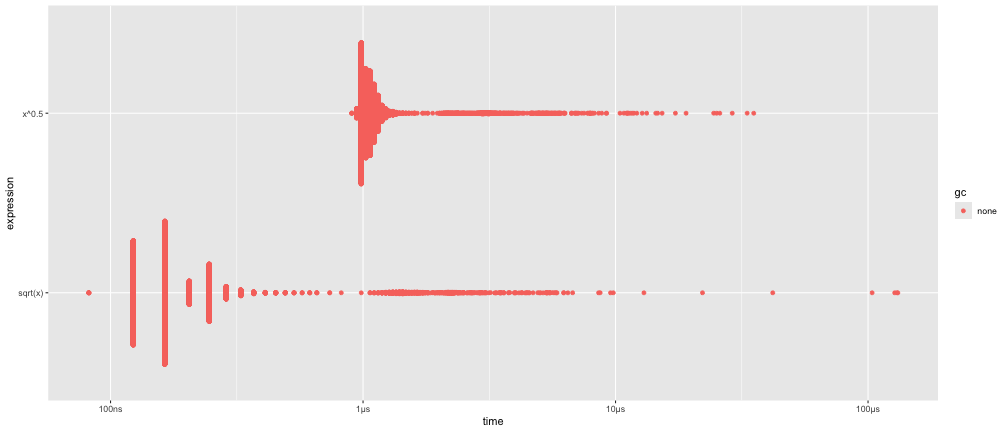 expression
x^0.5
sqrt(x)
100ns
1µs
10µs
100µs
time
gc
none